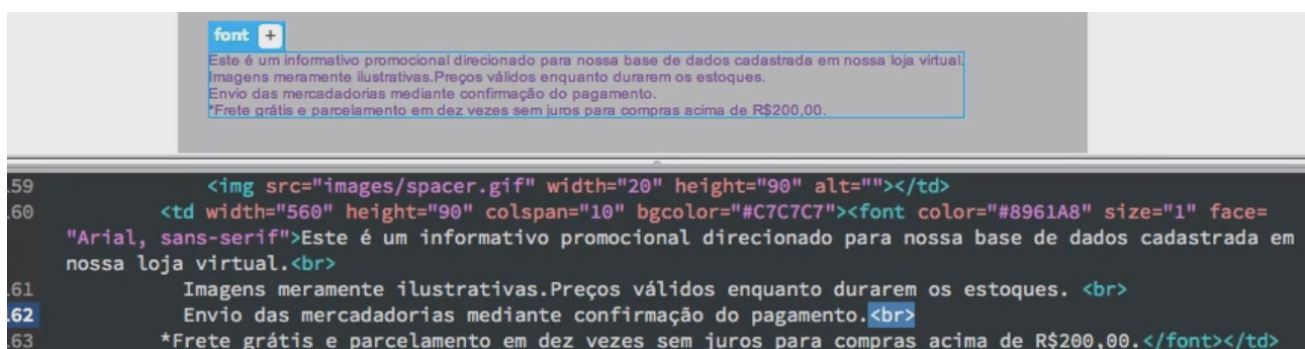 font +
Este é um informativo promocional direcionado para nossa base de dados cadastrada em nossa loja virtual.
Imagens meramente ilustrativas.Preços válidos enquanto durarem os estoques.
Envio das mercadadorias mediante confirmação do pagamento.
*Frete grátis e parcelamento em dez vezes sem juros para compras acima de R$200,00.
59 <img src="images/spacer.gif" width="20" height="90" alt=""></td>
60 <td width="560" height="90" colspan="10" bgcolor="#C7C7C7"><font color="#8961A8" size="1" face=
"Arial, sans-serif">Este é um informativo promocional direcionado para nossa base de dados cadastrada em
nossa loja virtual.<br>
61 Imagens meramente ilustrativas.Preços válidos enquanto durarem os estoques. <br>
62 Envio das mercadadorias mediante confirmação do pagamento.<br>
63 *Frete grátis e parcelamento em dez vezes sem juros para compras acima de R$200,00.</font></td>